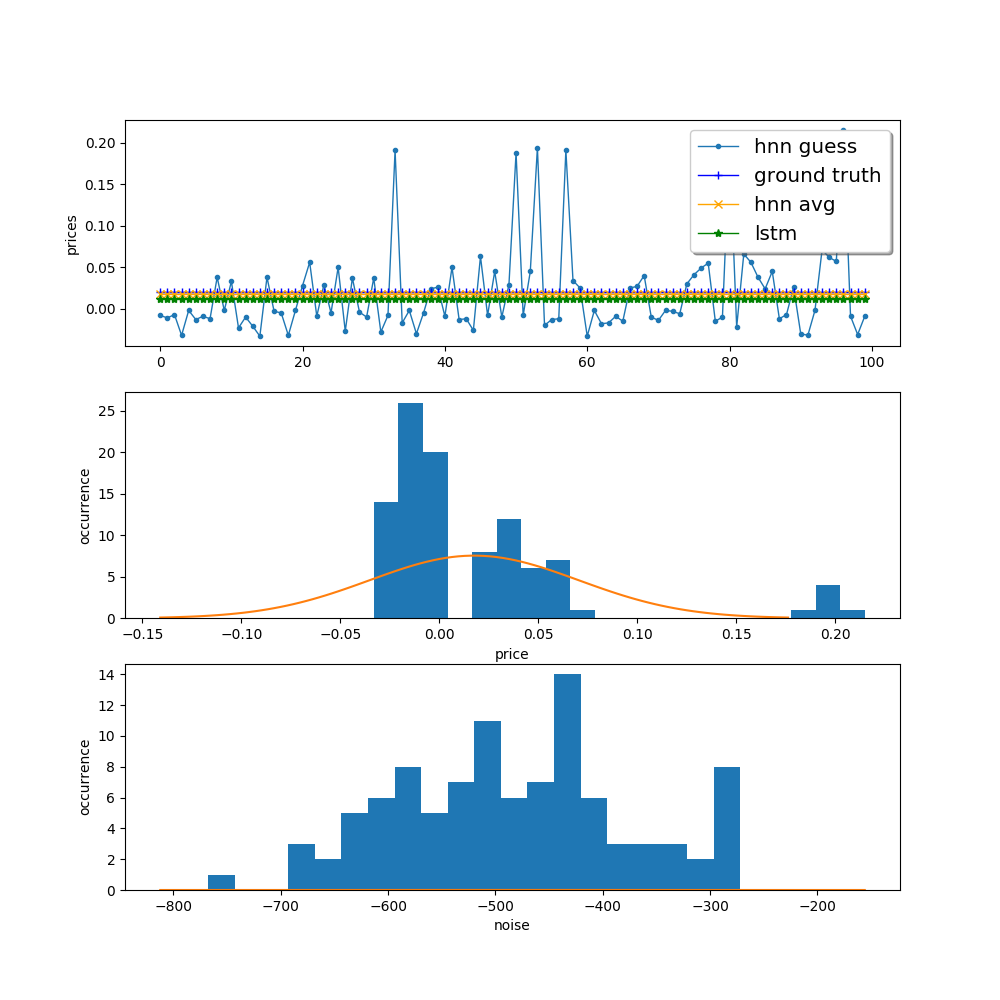 prices
0.20
0.15
0.10
0.05
0.00
hnn guess
ground truth
hnn avg
lstm
0 20 40 60 80 100
occurrence
25
20
15
10
5
0
−0.15 −0.10 −0.05 0.00 0.05 0.10 0.15 0.20
price
occurrence
14
12
10
8
6
4
2
0
−800 −700 −600 −500 −400 −300 −200
noise